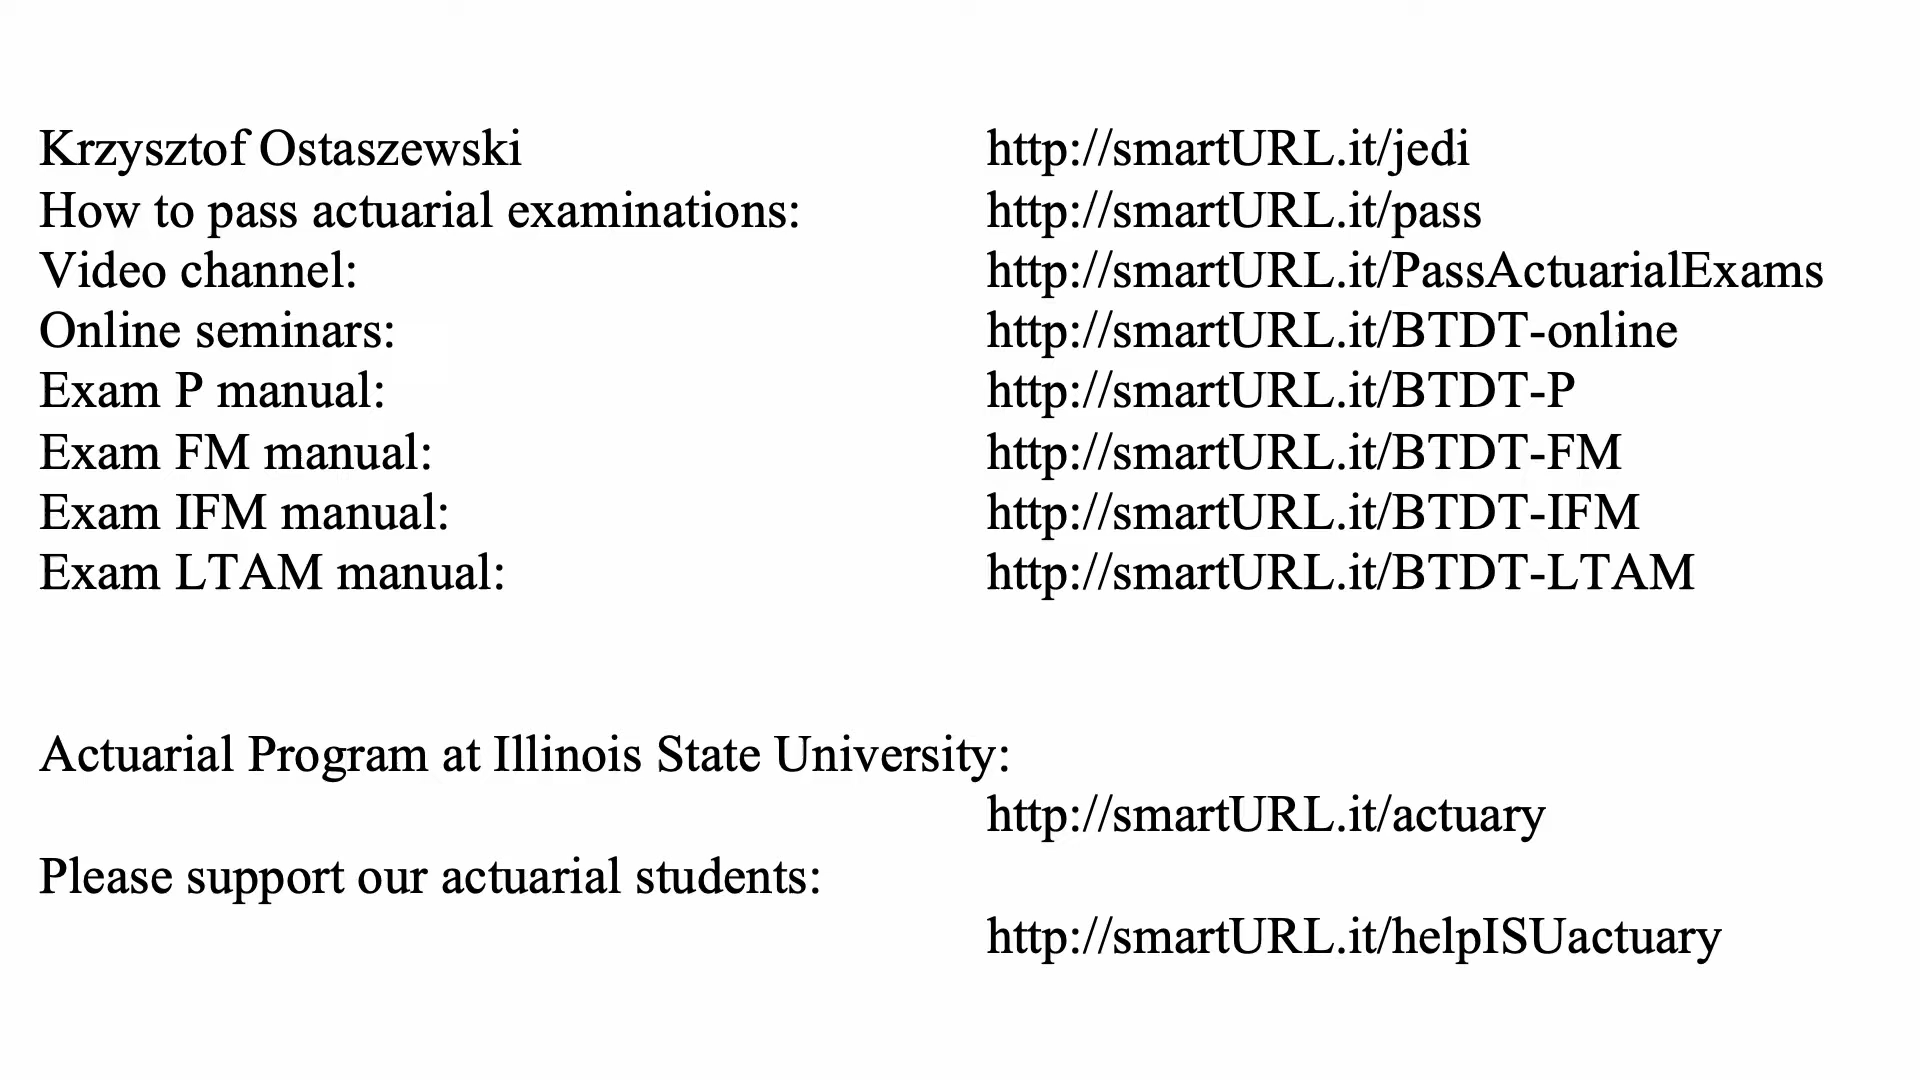 Krzysztof Ostaszewski http://smartURL.it/jedi
How to pass actuarial examinations: http://smartURL.it/pass
Video channel: http://smartURL.it/PassActuarialExams
Online seminars: http://smartURL.it/BTDT-online
Exam P manual: http://smartURL.it/BTDT-P
Exam FM manual: http://smartURL.it/BTDT-FM
Exam IFM manual: http://smartURL.it/BTDT-IFM
Exam LTAM manual: http://smartURL.it/BTDT-LTAM
Actuarial Program at Illinois State University:
http://smartURL.it/actuary
Please support our actuarial students:
http://smartURL.it/helpISUactuary